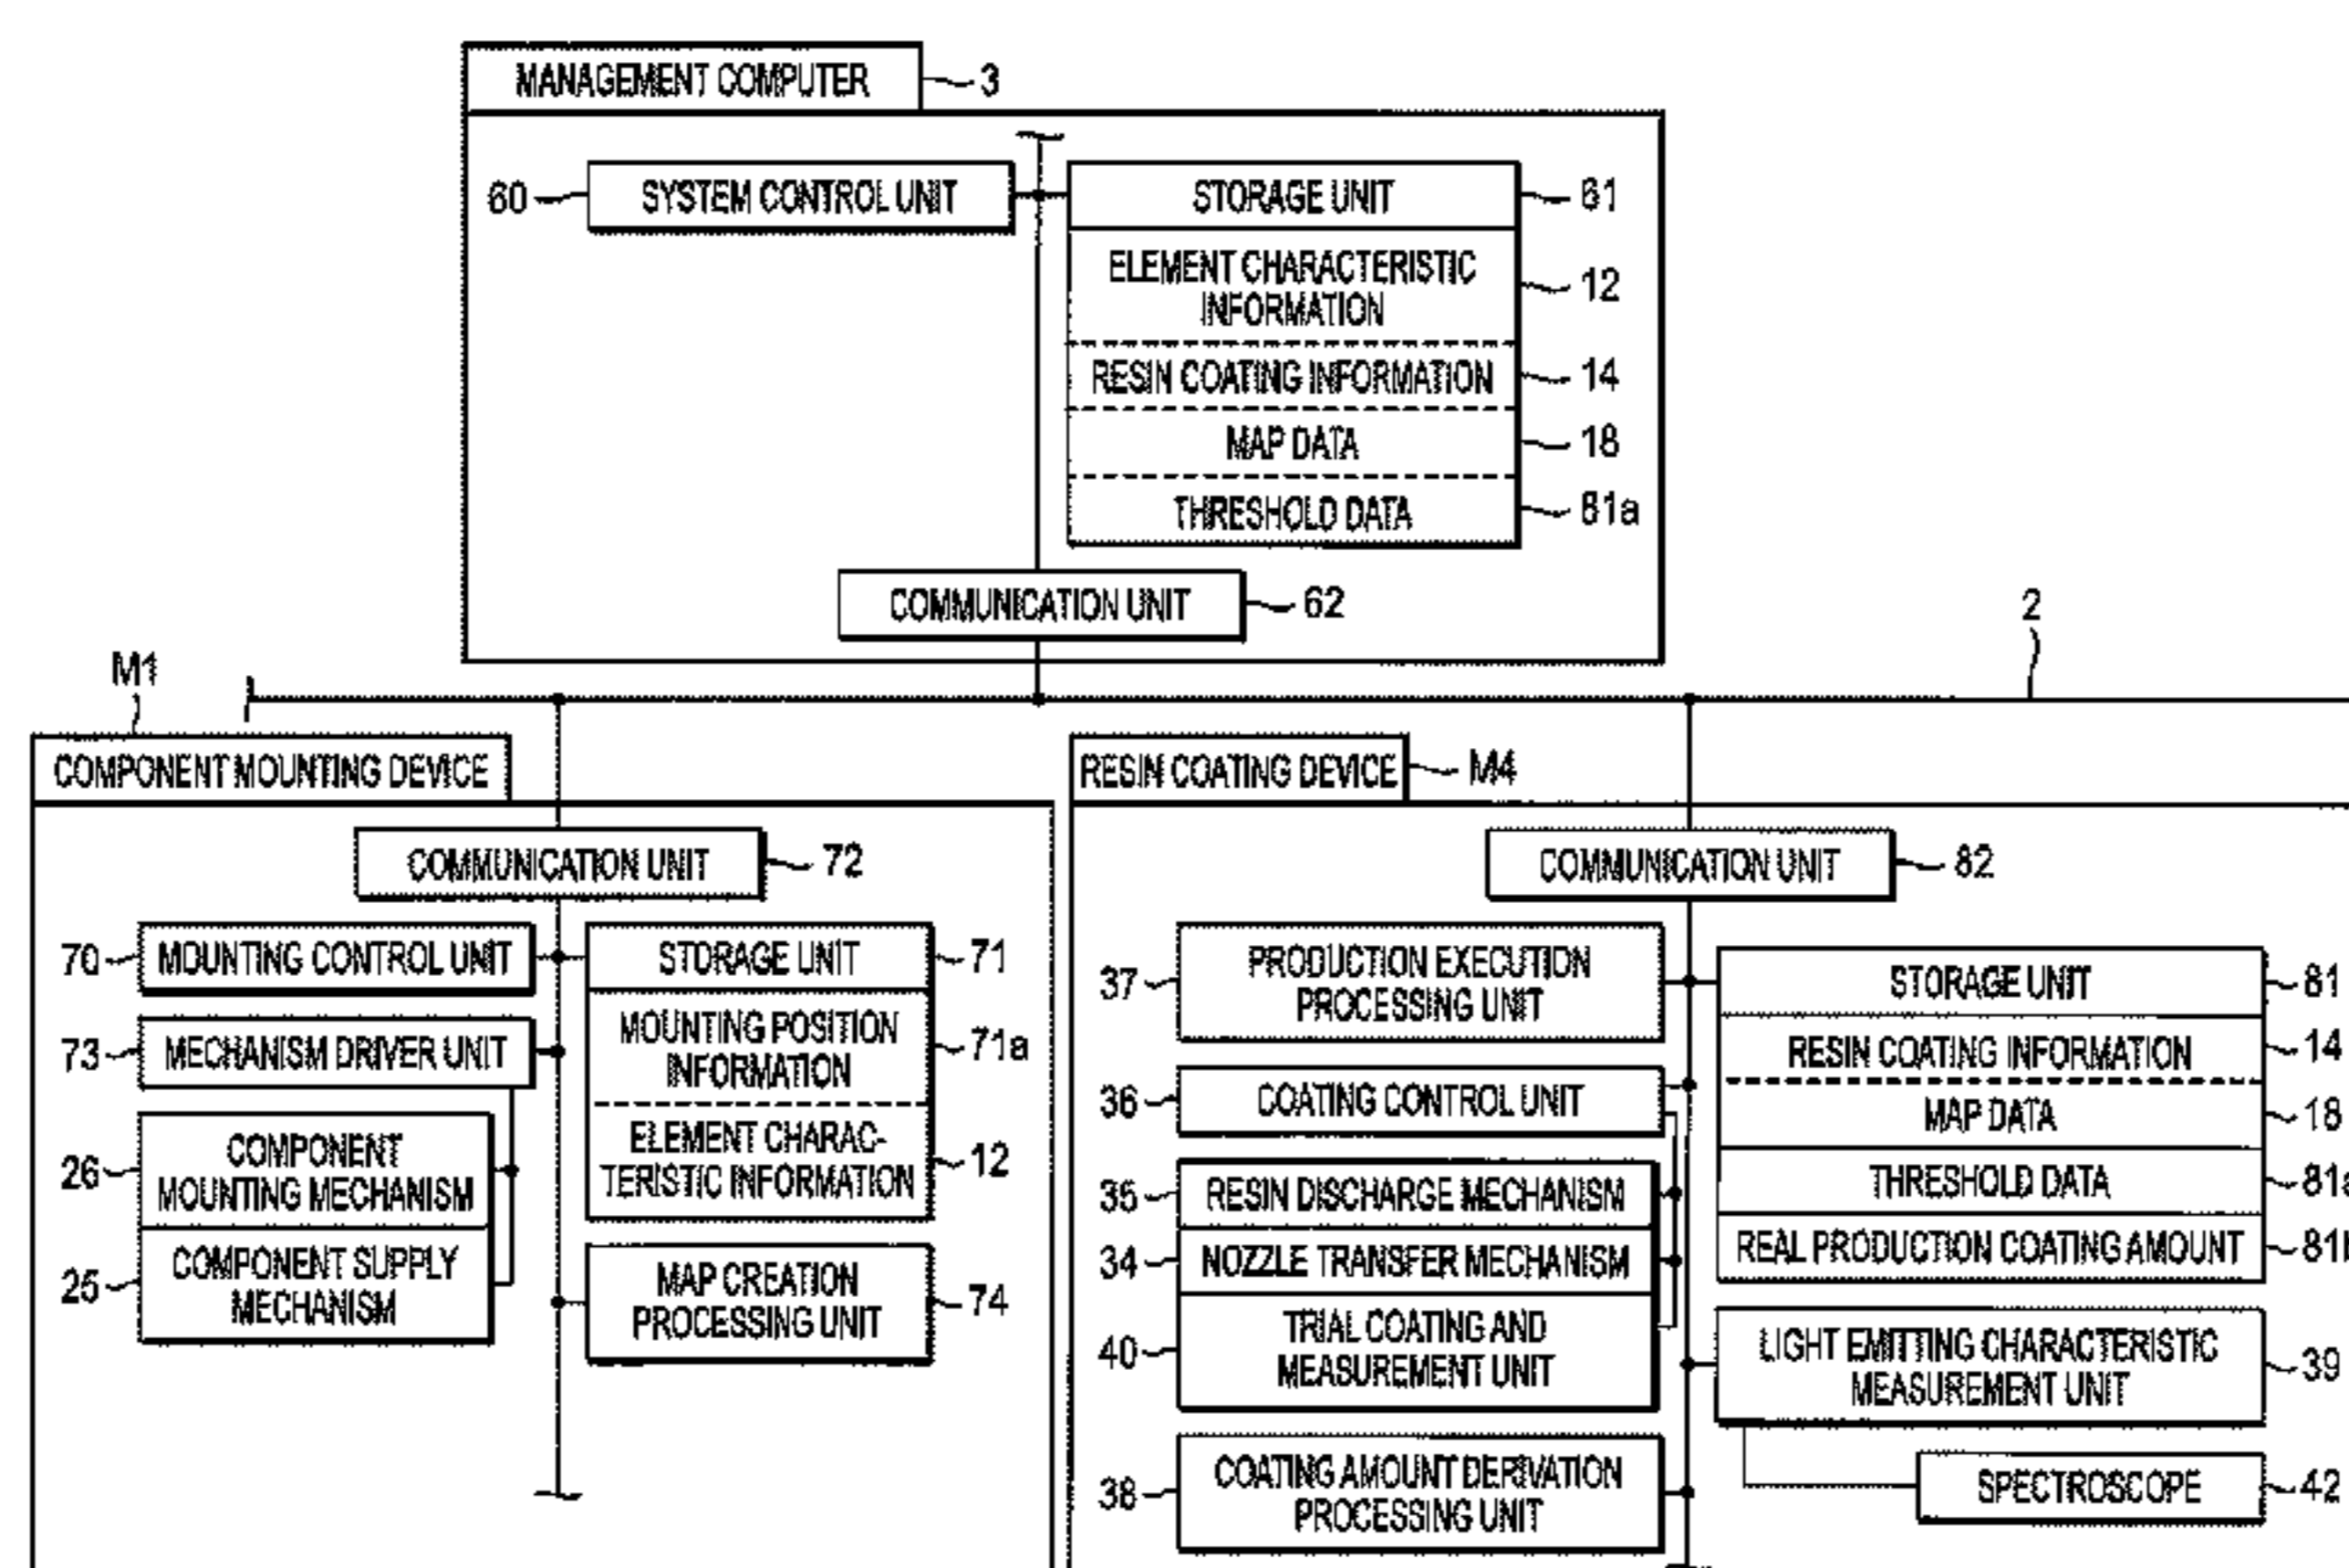 MANAGEMENT COMPUTER
3
60
SYSTEM CONTROL UNIT
STORAGE UNIT
61
ELEMENT CHARACTERISTIC
INFORMATION
12
RESIN COATING INFORMATION
14
MAP DATA
18
THRESHOLD DATA
81a
COMMUNICATION UNIT
62
2
M1
COMPONENT MOUNTING DEVICE
COMMUNICATION UNIT
72
70
MOUNTING CONTROL UNIT
STORAGE UNIT
71
73
MECHANISM DRIVER UNIT
MOUNTING POSITION
INFORMATION
71a
26
COMPONENT
MOUNTING MECHANISM
ELEMENT CHARAC-
TERISTIC INFORMATION
12
25
COMPONENT SUPPLY
MECHANISM
MAP CREATION
PROCESSING UNIT
74
RESIN COATING DEVICE
M4
COMMUNICATION UNIT
82
37
PRODUCTION EXECUTION
PROCESSING UNIT
STORAGE UNIT
81
36
COATING CONTROL UNIT
RESIN COATING INFORMATION
14
MAP DATA
18
35
RESIN DISCHARGE MECHANISM
THRESHOLD DATA
81a
34
NOZZLE TRANSFER MECHANISM
REAL PRODUCTION COATING AMOUNT
40
TRIAL COATING AND
MEASUREMENT UNIT
LIGHT EMITTING CHARACTERISTIC
MEASUREMENT UNIT
39
38
COATING AMOUNT DERIVATION
PROCESSING UNIT
SPECTROSCOPE
42